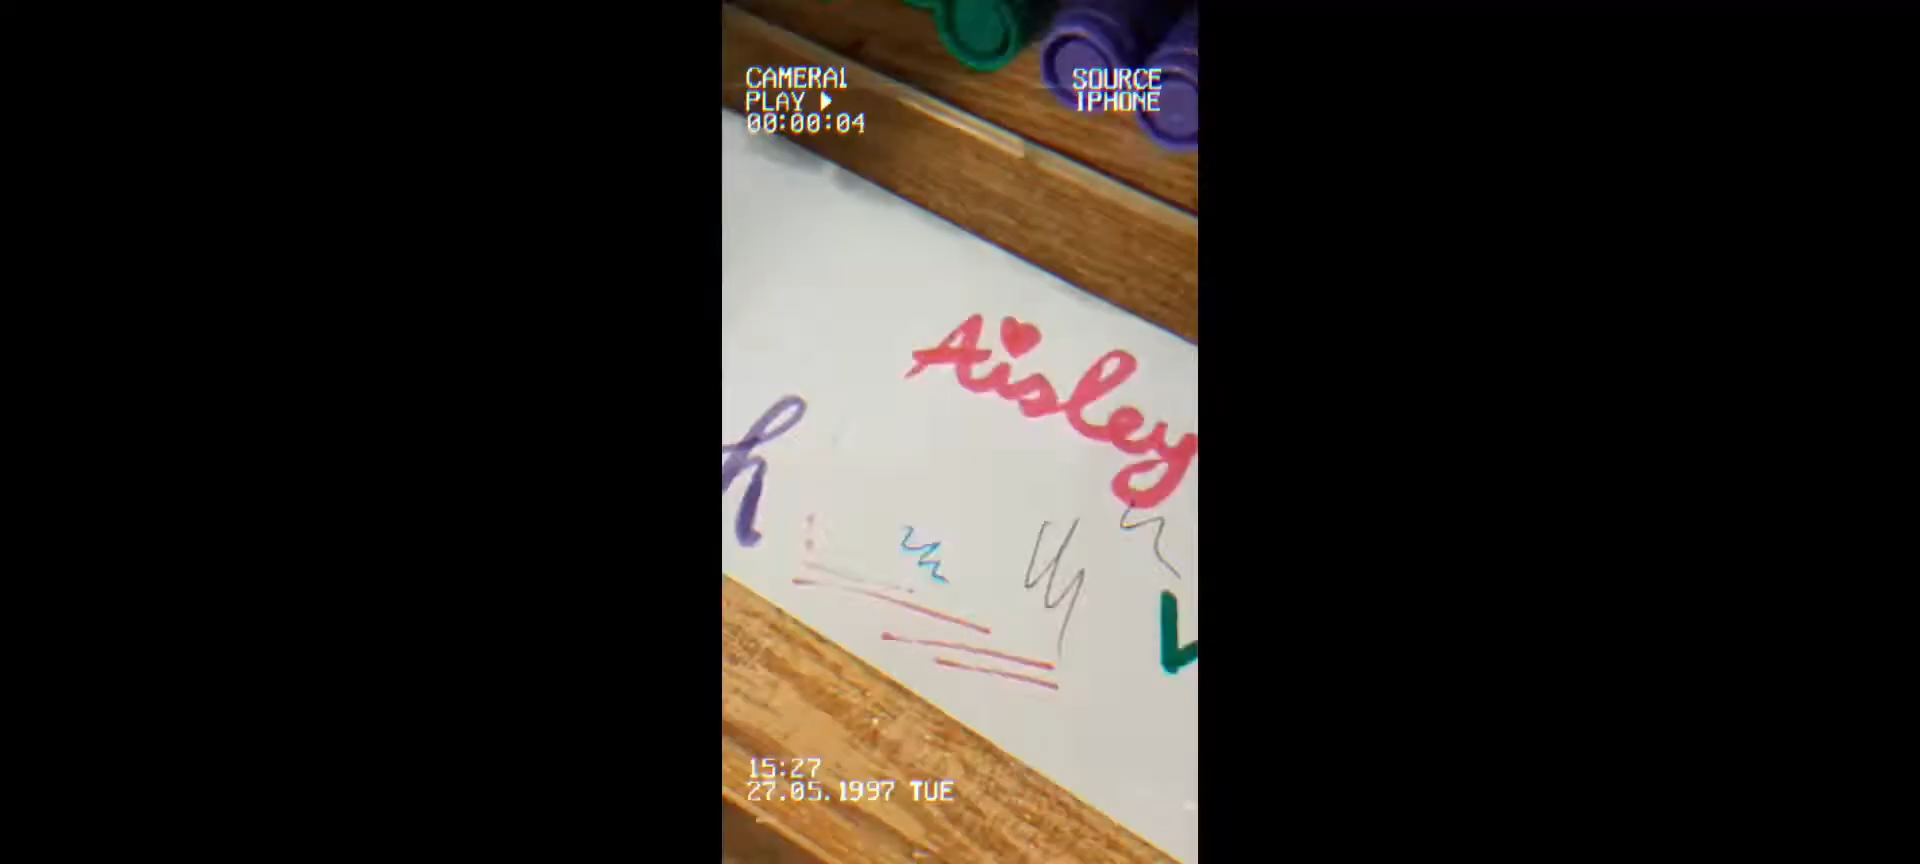 CAMERA1
PLAY
00:00:04
SOURCE
IPHONE
Aisley
h
15:27
27.05.1997 TUE